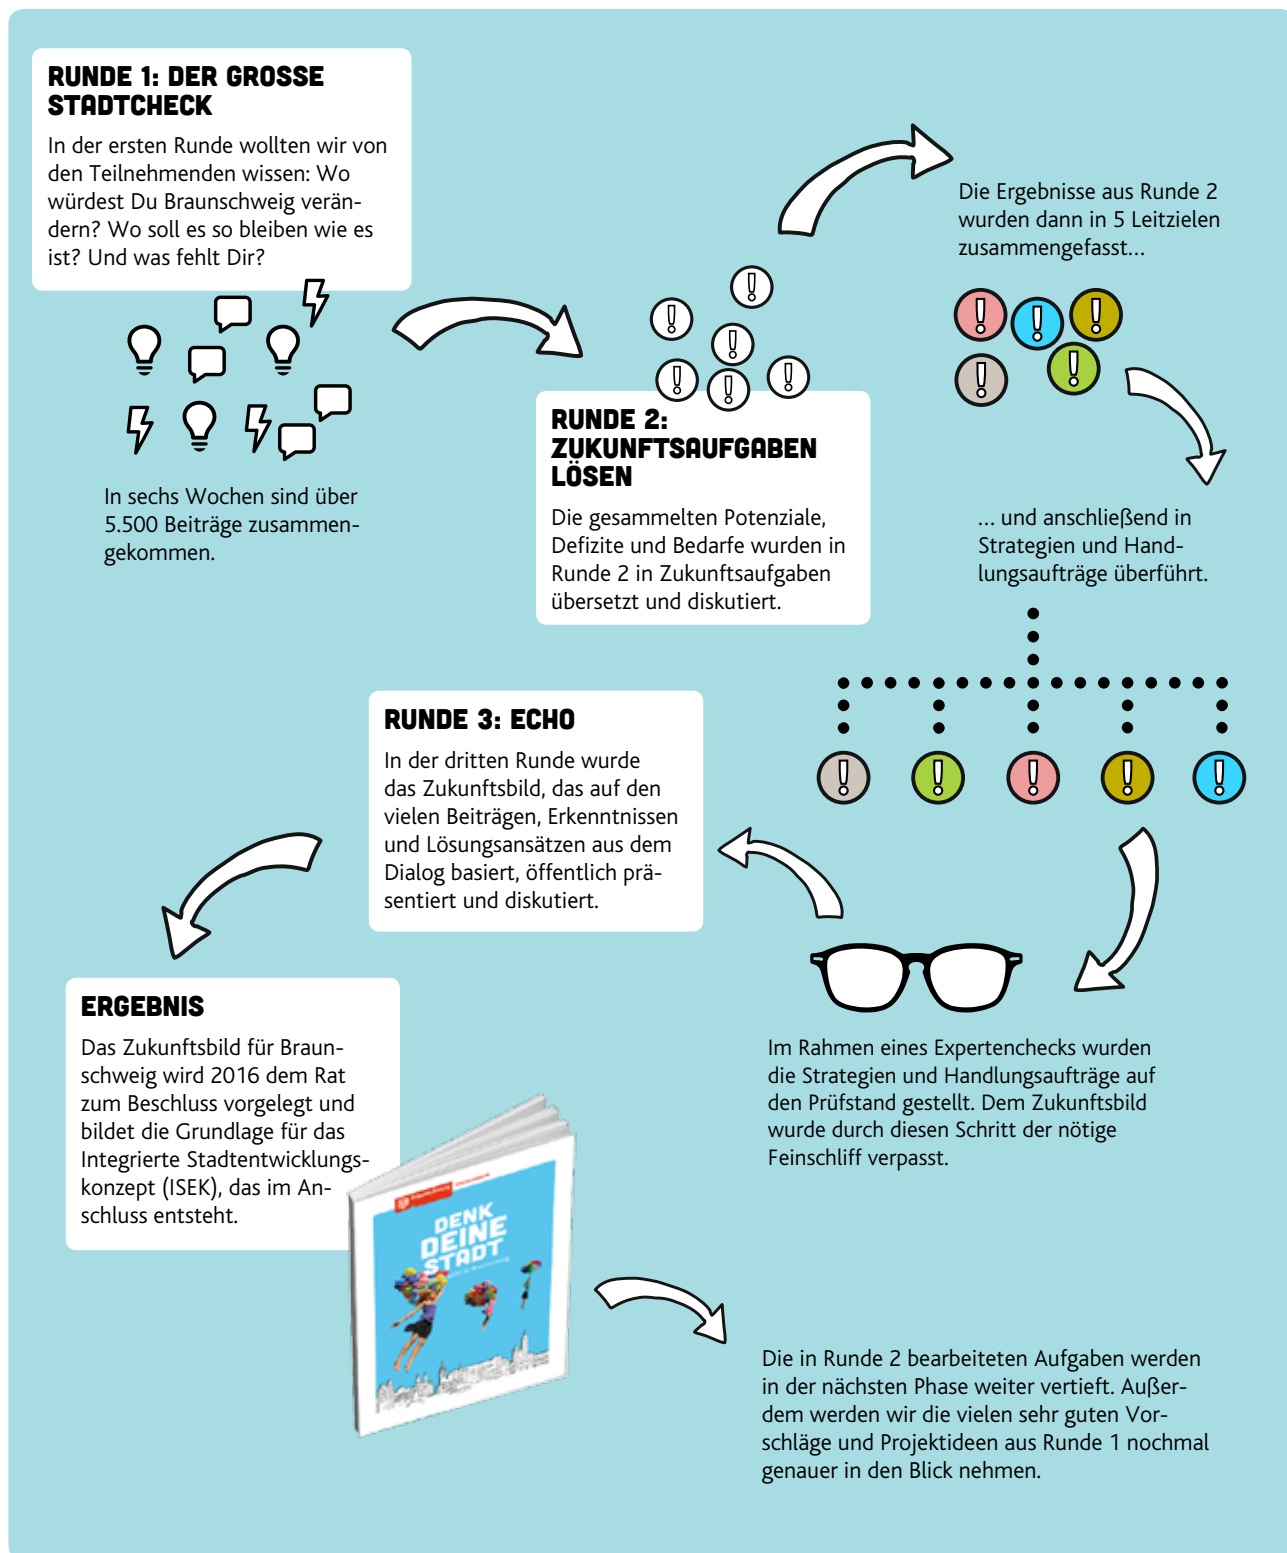 RUNDE 1: DER GROSSE
STADTCHECK
In der ersten Runde wollten wir von
den Teilnehmenden wissen: Wo
würdest Du Braunschweig verän-
dern? Wo soll es so bleiben wie es
ist? Und was fehlt Dir?
In sechs Wochen sind über
5.500 Beiträge zusammen-
gekommen.
RUNDE 2:
ZUKUNFTSAUFGABEN
LÖSEN
Die gesammelten Potenziale,
Defizite und Bedarfe wurden in
Runde 2 in Zukunftsaufgaben
übersetzt und diskutiert.
Die Ergebnisse aus Runde 2
wurden dann in 5 Leitzielen
zusammengefasst…
… und anschließend in
Strategien und Hand-
lungsaufträge überführt.
Im Rahmen eines Expertenchecks wurden
die Strategien und Handlungsaufträge auf
den Prüfstand gestellt. Dem Zukunftsbild
wurde durch diesen Schritt der nötige
Feinschliff verpasst.
RUNDE 3: ECHO
In der dritten Runde wurde
das Zukunftsbild, das auf den
vielen Beiträgen, Erkenntnissen
und Lösungsansätzen aus dem
Dialog basiert, öffentlich prä-
sentiert und diskutiert.
ERGEBNIS
Das Zukunftsbild für Braun-
schweig wird 2016 dem Rat
zum Beschluss vorgelegt und
bildet die Grundlage für das
Integrierte Stadtentwicklungs-
konzept (ISEK), das im An-
schluss entsteht.
DENK
DEINE
STADT
Die in Runde 2 bearbeiteten Aufgaben werden
in der nächsten Phase weiter vertieft. Außer-
dem werden wir die vielen sehr guten Vor-
schläge und Projektideen aus Runde 1 nochmal
genauer in den Blick nehmen.